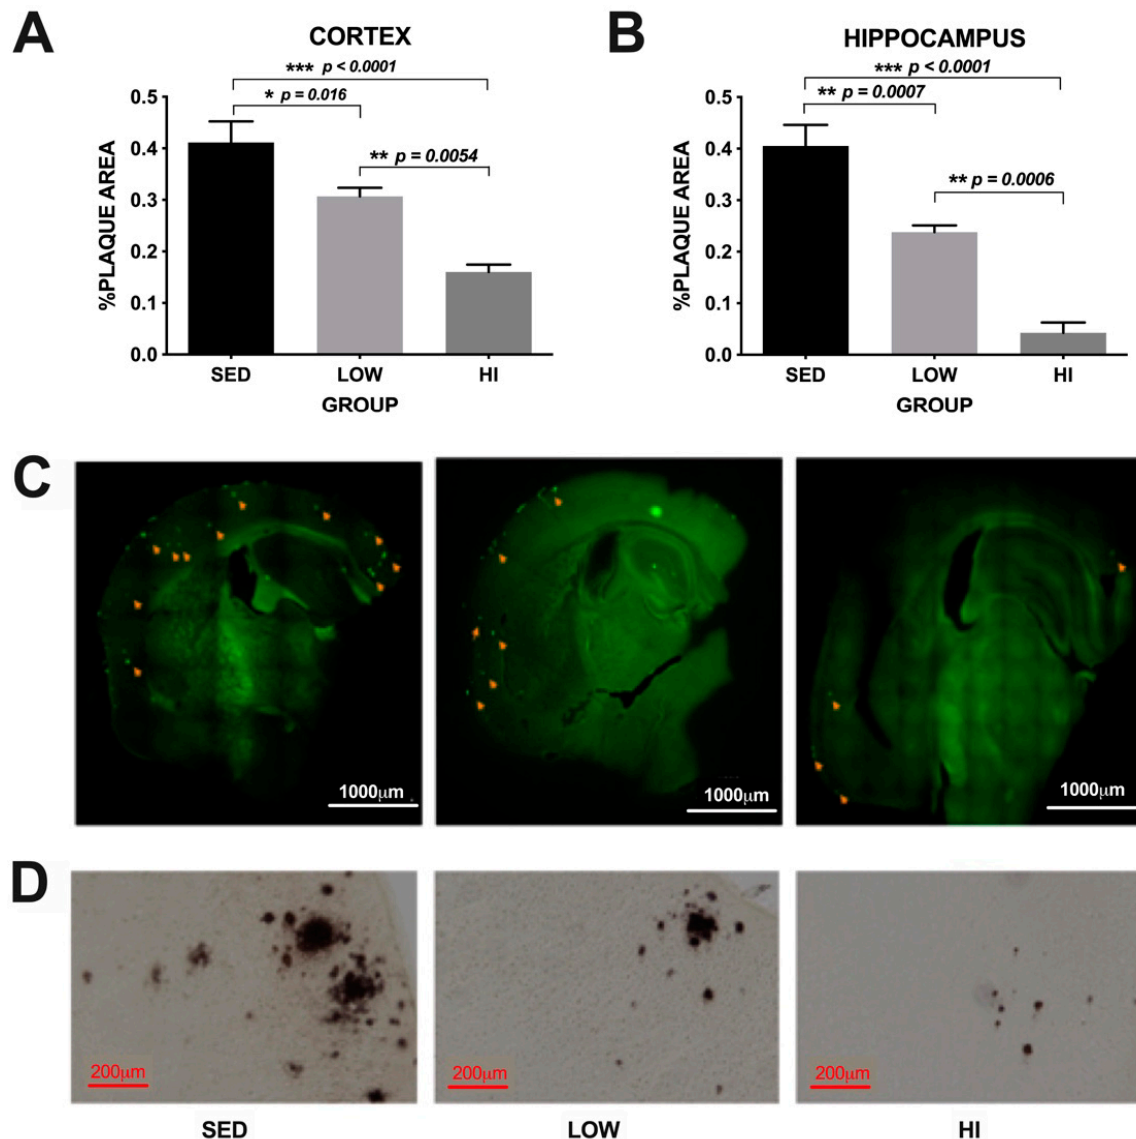 A
CORTEX
*** p < 0.0001
* p = 0.016
** p = 0.0054
%PLAQUE AREA
0.5
0.4
0.3
0.2
0.1
0.0
SED LOW HI
GROUP
B
HIPPOCAMPUS
*** p < 0.0001
** p = 0.0007
** p = 0.0006
%PLAQUE AREA
0.5
0.4
0.3
0.2
0.1
0.0
SED LOW HI
GROUP
C
1000μm
1000μm
1000μm
D
200μm
200μm
200μm
SED LOW HI